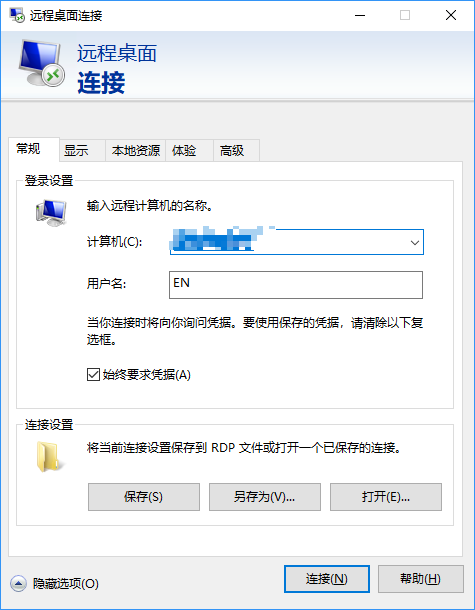 远程桌面连接
远程桌面
连接
常规 显示 本地资源 体验 高级
登录设置
输入远程计算机的名称。
计算机(C):
用户名: EN
当你连接时将向你询问凭据。要使用保存的凭据，请清除以下复
选框。
始终要求凭据(A)
连接设置
将当前连接设置保存到 RDP 文件或打开一个已保存的连接。
保存(S) 另存为(V)... 打开(E)...
隐藏选项(O) 连接(N) 帮助(H)